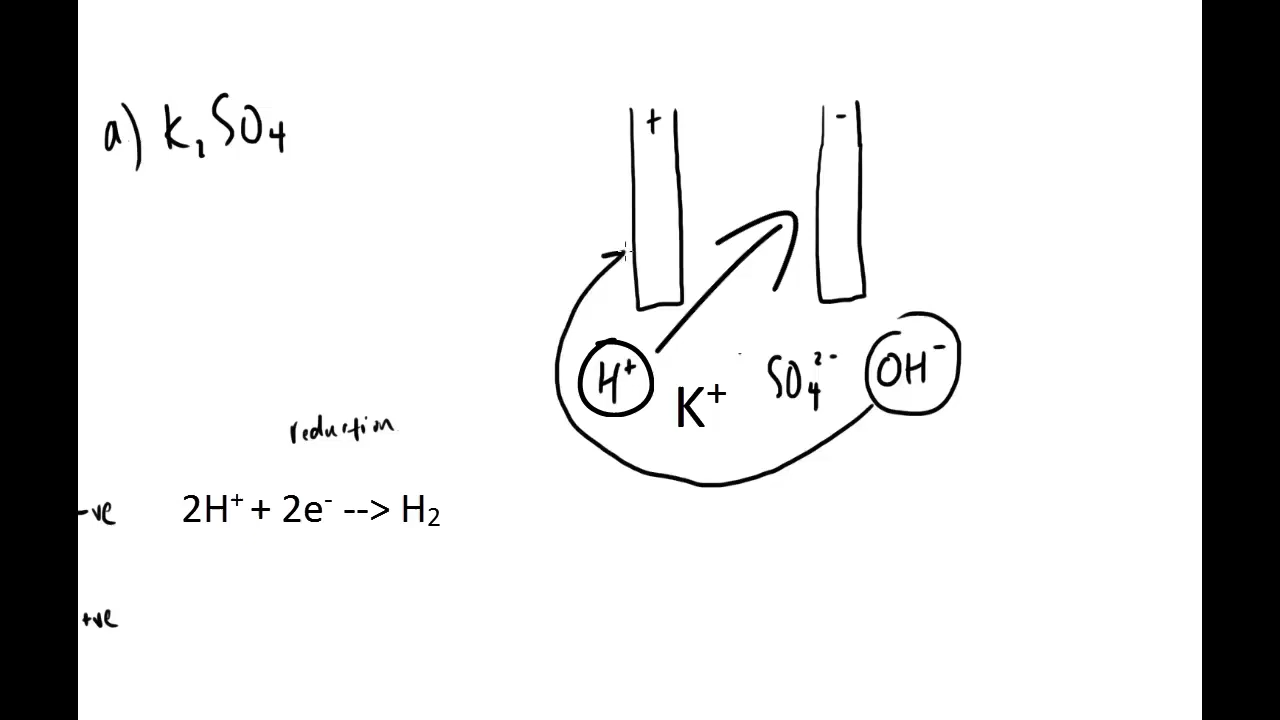 a) K₂SO₄
+ -
H⁺ K⁺ SO₄²⁻ OH⁻
reduction
-ve 2H⁺ + 2e⁻ --> H₂
+ve